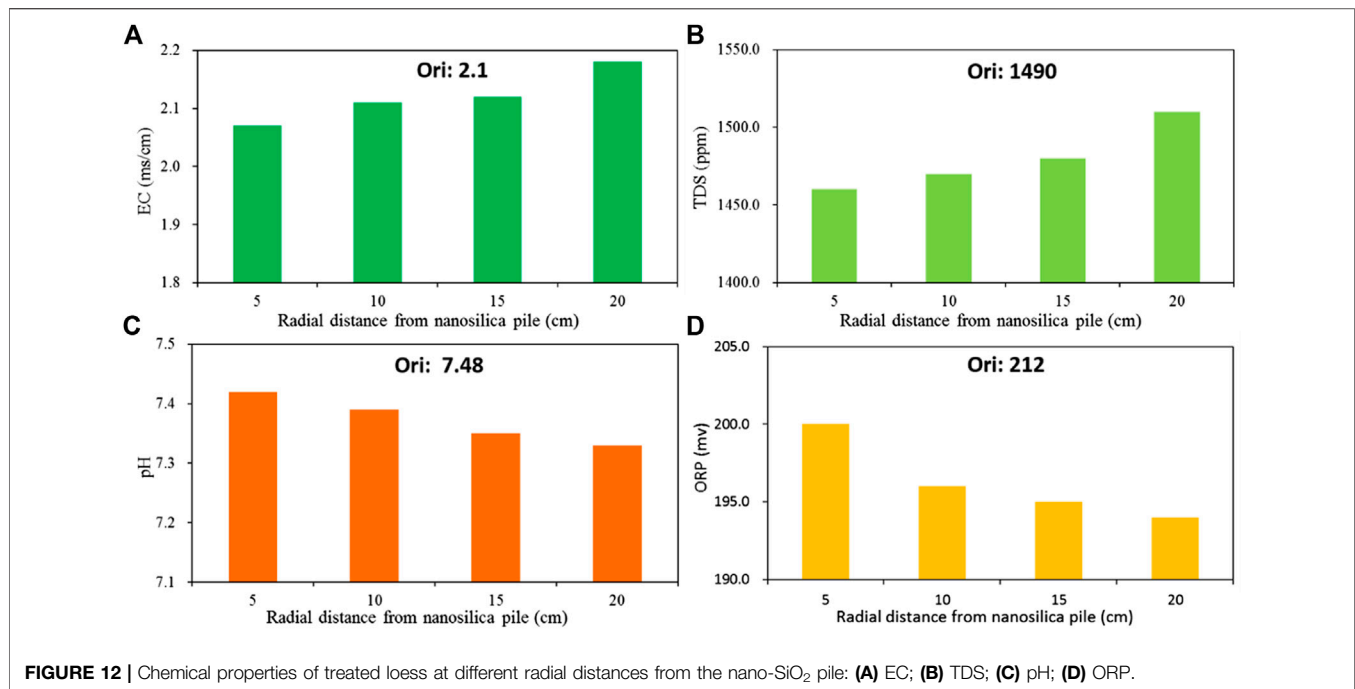 A
2.2
2.1
2.0
1.9
1.8
EC (ms/cm)
Ori: 2.1
5 10 15 20
Radial distance from nanosilica pile (cm)
B
1550.0
1500.0
1450.0
1400.0
TDS (ppm)
Ori: 1490
5 10 15 20
Radial distance from nanosilica pile (cm)
C
7.5
7.4
7.3
7.2
7.1
pH
Ori: 7.48
5 10 15 20
Radial distance from nanosilica pile (cm)
D
205.0
200.0
195.0
190.0
ORP (mv)
Ori: 212
5 10 15 20
Radial distance from nanosilica pile (cm)
FIGURE 12 | Chemical properties of treated loess at different radial distances from the nano-SiO₂ pile: (A) EC; (B) TDS; (C) pH; (D) ORP.